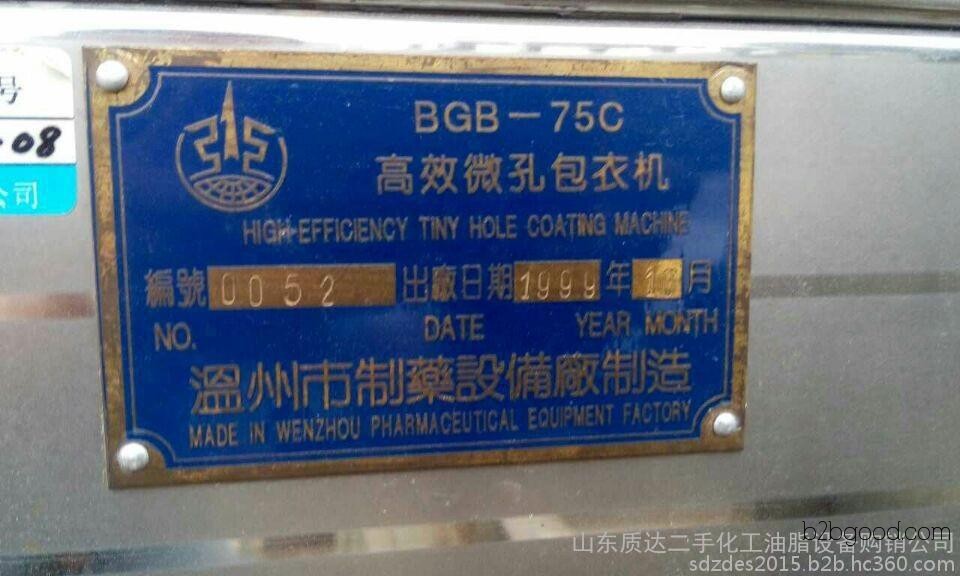 号
-08
公司
BGB-75C
高效微孔包衣机
HIGH-EFFICIENCY TINY HOLE COATING MACHINE
編號 0052 出廠日期 1999 年 月
NO. DATE YEAR MONTH
溫州市制藥設備廠制造
MADE IN WENZHOU PHARMACEUTICAL EQUIPMENT FACTORY
b2bgood.com
山东质达二手化工油脂设备购销公司
sdzdes2015.b2b.hc360.com